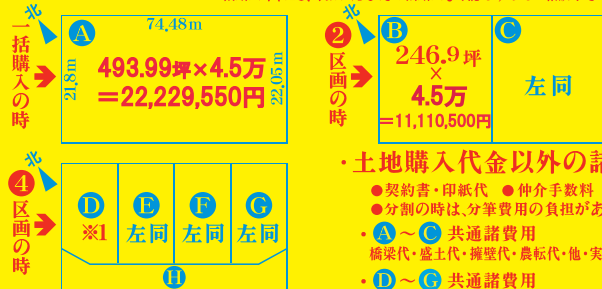 北
一括購入の時
A
74.48m
21.8m
493.99坪×4.5万
=22,229,550円
22.05m
北
②区画の時
B
246.9坪
×
4.5万
=11,110,500円
C
左同
北
④区画の時
D
※1
E
左同
F
左同
G
左同
H
・土地購入代金以外の諸
●契約書・印紙代 ●仲介手数料
●分割の時は、分筆費用の負担があ
・A～C 共通諸費用
橋梁代・盛土代・擁壁代・農転代・他・実
・D～G 共通諸費用